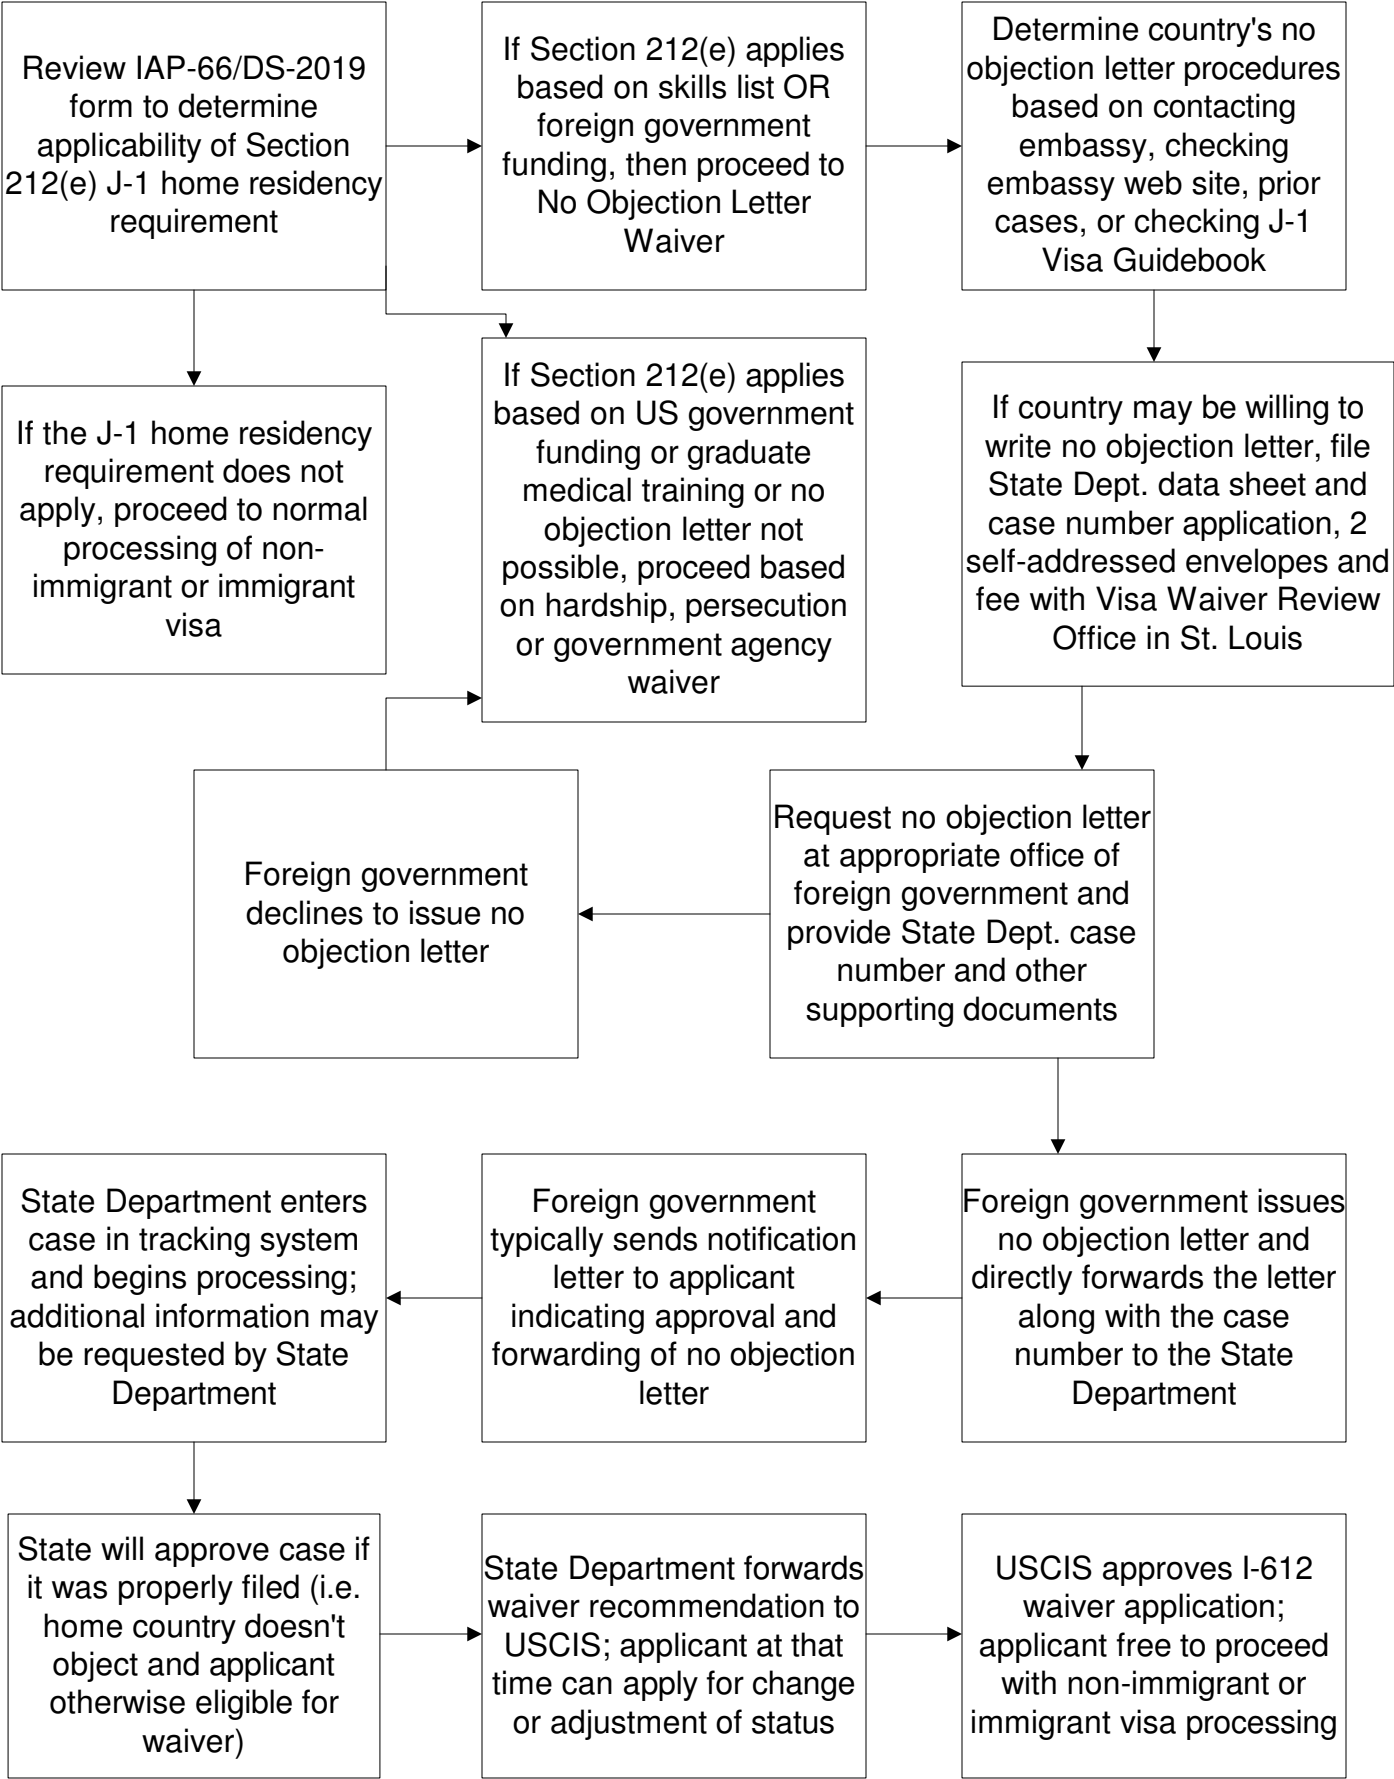 Review IAP-66/DS-2019
form to determine
applicability of Section
212(e) J-1 home residency
requirement
If Section 212(e) applies
based on skills list OR
foreign government
funding, then proceed to
No Objection Letter
Waiver
Determine country's no
objection letter procedures
based on contacting
embassy, checking
embassy web site, prior
cases, or checking J-1
Visa Guidebook
If the J-1 home residency
requirement does not
apply, proceed to normal
processing of non-
immigrant or immigrant
visa
If Section 212(e) applies
based on US government
funding or graduate
medical training or no
objection letter not
possible, proceed based
on hardship, persecution
or government agency
waiver
If country may be willing to
write no objection letter, file
State Dept. data sheet and
case number application, 2
self-addressed envelopes and
fee with Visa Waiver Review
Office in St. Louis
Foreign government
declines to issue no
objection letter
Request no objection letter
at appropriate office of
foreign government and
provide State Dept. case
number and other
supporting documents
State Department enters
case in tracking system
and begins processing;
additional information may
be requested by State
Department
Foreign government
typically sends notification
letter to applicant
indicating approval and
forwarding of no objection
letter
Foreign government issues
no objection letter and
directly forwards the letter
along with the case
number to the State
Department
State will approve case if
it was properly filed (i.e.
home country doesn't
object and applicant
otherwise eligible for
waiver)
State Department forwards
waiver recommendation to
USCIS; applicant at that
time can apply for change
or adjustment of status
USCIS approves I-612
waiver application;
applicant free to proceed
with non-immigrant or
immigrant visa processing